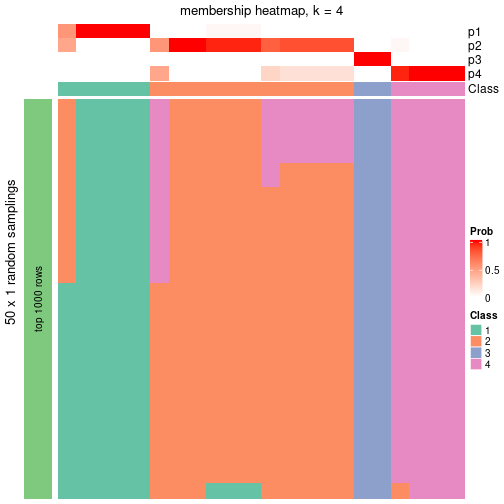 membership heatmap, k = 4
p1
p2
p3
p4
Class
50 x 1 random samplings
top 1000 rows
Prob
1
0.5
0
Class
1
2
3
4